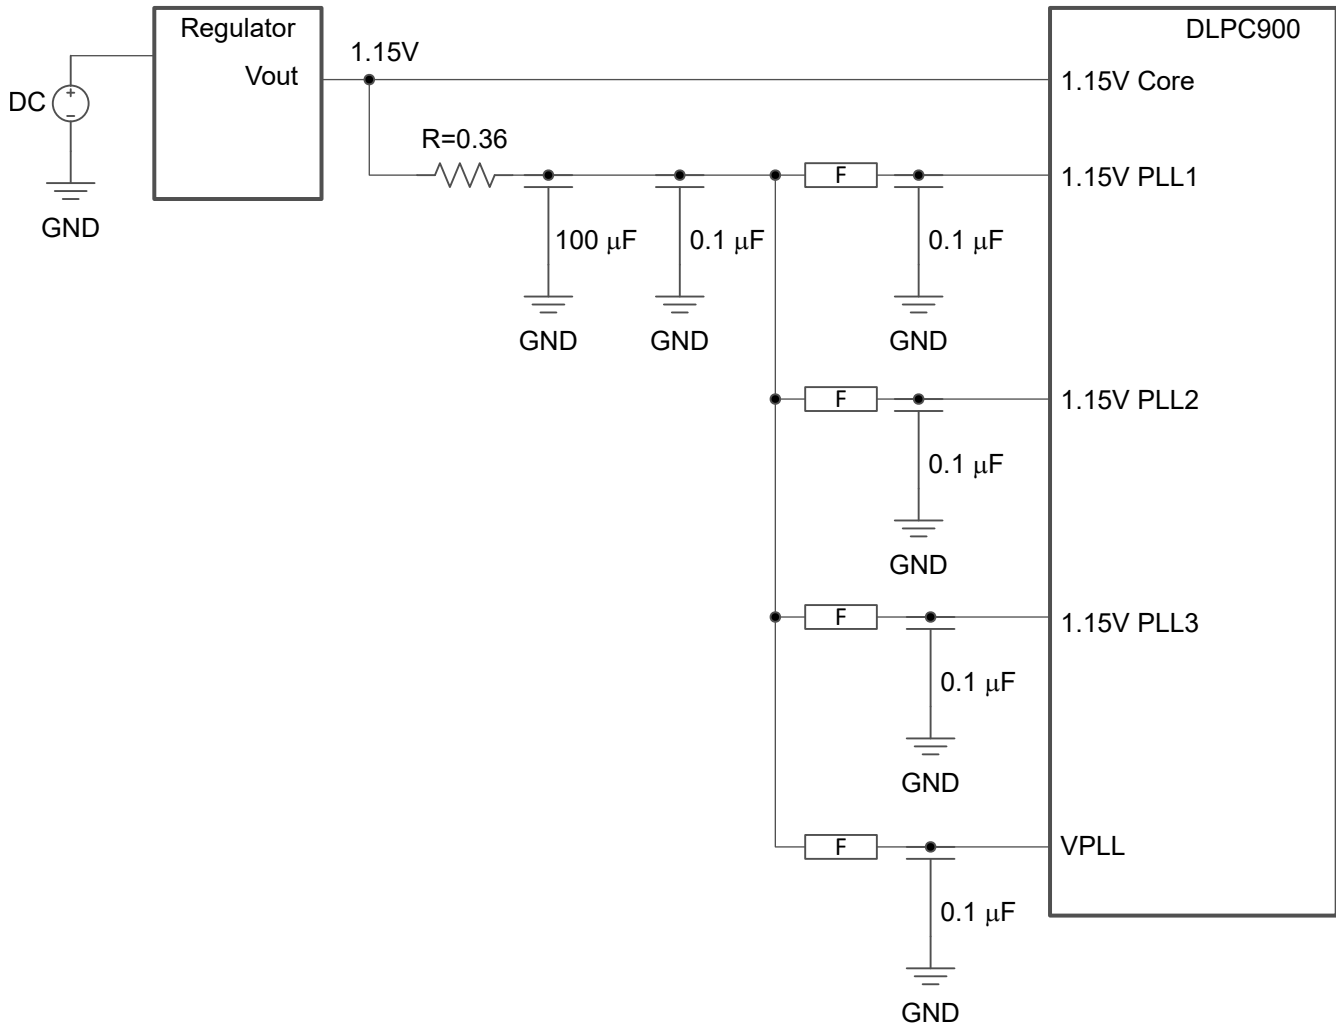 Regulator
DLPC900
1.15V
Vout
1.15V Core
DC
+
-
R=0.36
F
1.15V PLL1
GND
100 μF
0.1 μF
0.1 μF
GND
GND
GND
F
1.15V PLL2
0.1 μF
GND
F
1.15V PLL3
0.1 μF
GND
F
VPLL
0.1 μF
GND